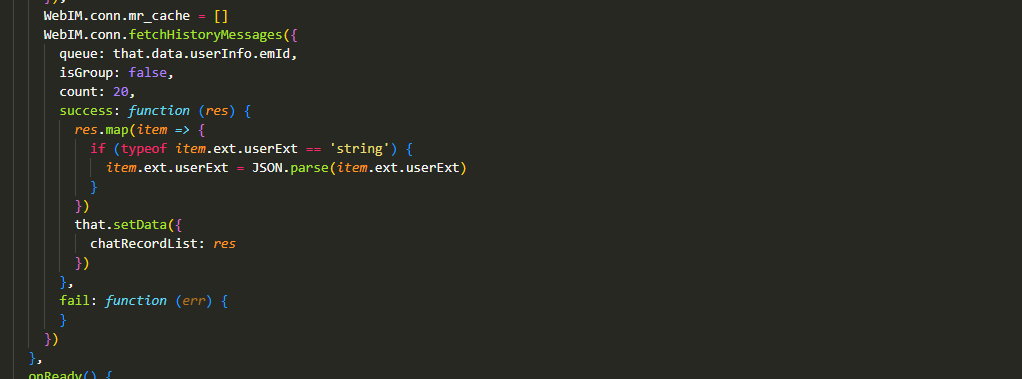 }),
WebIM.conn.mr_cache = []
WebIM.conn.fetchHistoryMessages({
queue: that.data.userInfo.emId,
isGroup: false,
count: 20,
success: function (res) {
res.map(item => {
if (typeof item.ext.userExt == 'string') {
item.ext.userExt = JSON.parse(item.ext.userExt)
}
})
that.setData({
chatRecordList: res
})
},
fail: function (err) {
}
})
},
onReady() {